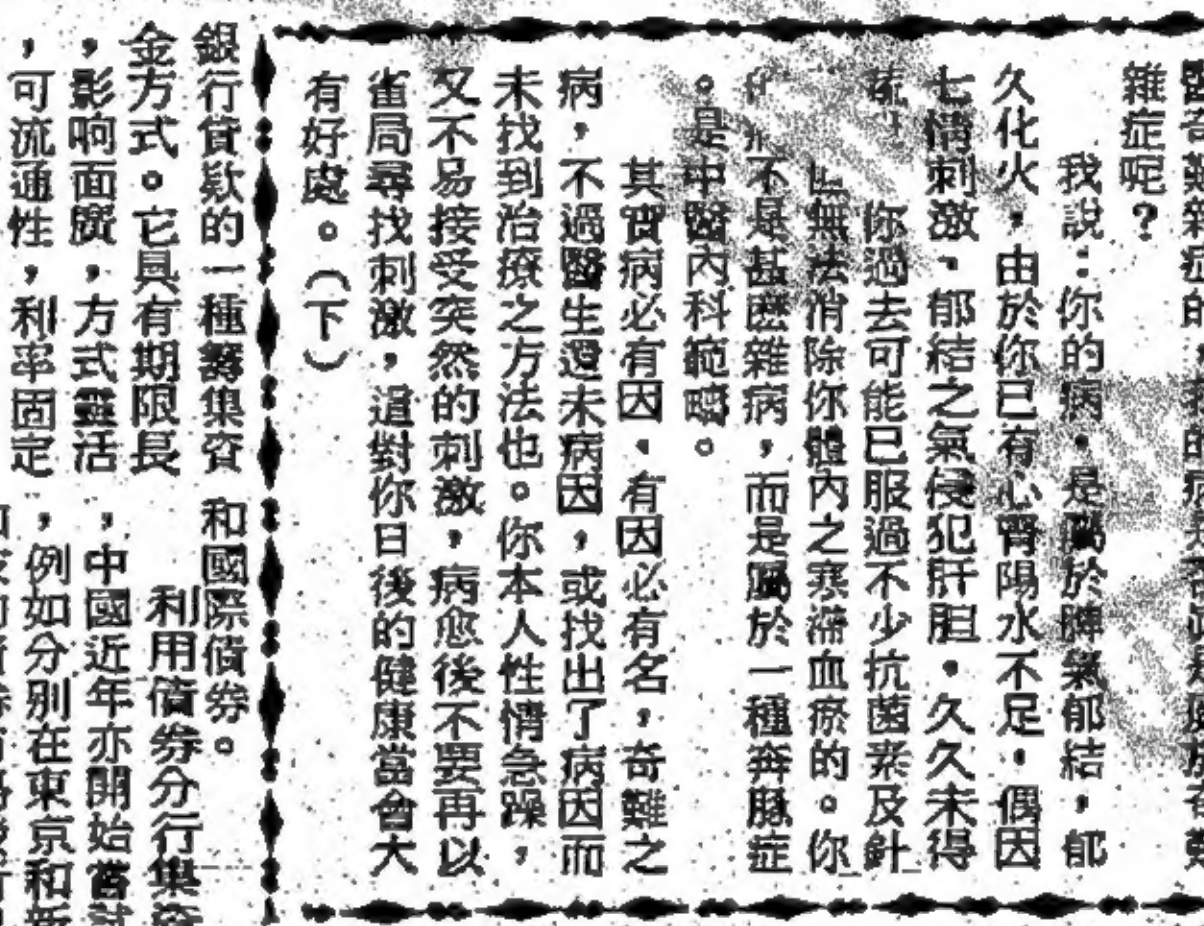 雜症呢？
我說：你的病，是屬於脾氣郁結，郁
久化火，由於你已有心腎陽水不足，偶因
七情刺激，郁結之氣侵犯肝胆，久久未得
你過去可能已服過不少抗菌素及針
無法消除你體內之寒滯血瘀的。你
不是甚麽雜病，而是屬於一種奔豚症
。是中醫內科範疇。
其實病必有因，有因必有名，奇難之
病，不過醫生還未病因，或找出了病因而
未找到治療之方法也。你本人性情急躁，
又不易接受突然的刺激，病愈後不要再以
雀局尋找刺激，這對你日後的健康當會大
有好處。（下）
銀行貸款的一種籌集資
金方式。它具有期限長
，影响面廣，方式靈活
，可流通性，利率固定
和國際債券。
利用債券分行集資
，中國近年亦開始嘗試
，例如分別在東京和新